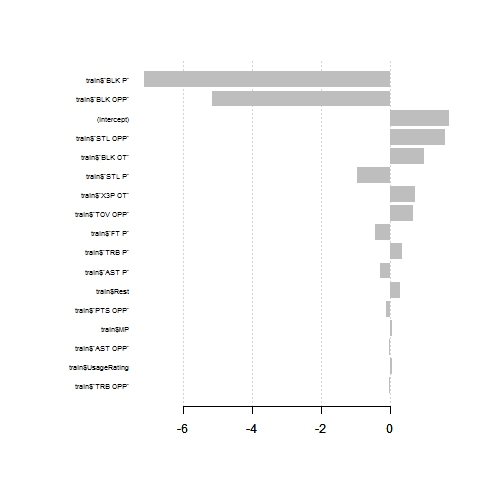 train$"BLK P"
train$"BLK OPP"
(Intercept)
train$"STL OPP"
train$"BLK OT"
train$"STL P"
train$"X3P OT"
train$"TOV OPP"
train$"FT P"
train$"TRB P"
train$"AST P"
train$Rest
train$"PTS OPP"
train$MP
train$"AST OPP"
train$UsageRating
train$"TRB OPP"
-6 -4 -2 0